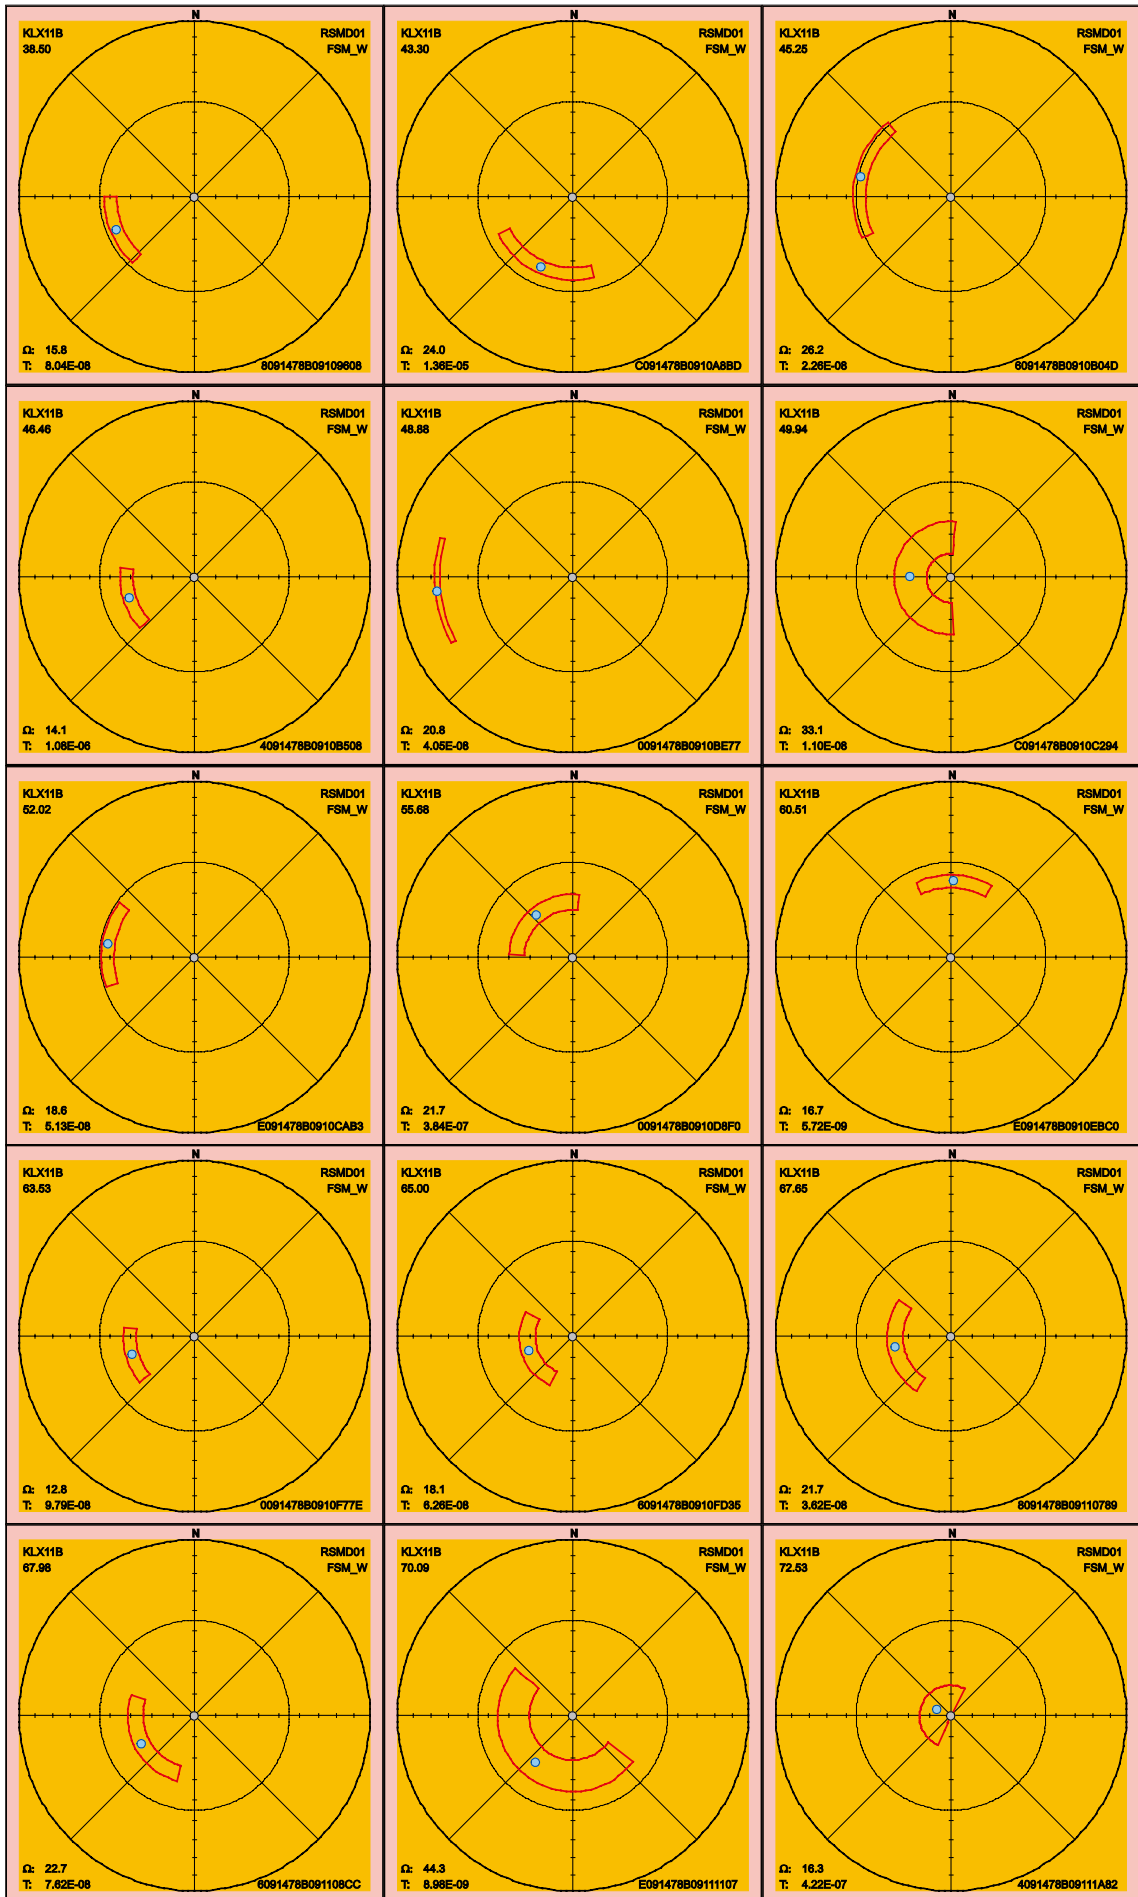 N
KLX11B RSMD01
38.50 FSM_W
Ω: 15.8
T: 8.04E-08 8091478B09109608
N
KLX11B RSMD01
43.30 FSM_W
Ω: 24.0
T: 1.36E-05 C091478B0910A8BD
N
KLX11B RSMD01
45.25 FSM_W
Ω: 26.2
T: 2.26E-08 6091478B0910B04D
N
KLX11B RSMD01
46.46 FSM_W
Ω: 14.1
T: 1.08E-06 4091478B0910B508
N
KLX11B RSMD01
48.88 FSM_W
Ω: 20.8
T: 4.05E-08 0091478B0910BE77
N
KLX11B RSMD01
49.94 FSM_W
Ω: 33.1
T: 1.10E-08 C091478B0910C294
N
KLX11B RSMD01
52.02 FSM_W
Ω: 18.6
T: 5.13E-08 E091478B0910CAB3
N
KLX11B RSMD01
55.68 FSM_W
Ω: 21.7
T: 3.84E-07 0091478B0910D8F0
N
KLX11B RSMD01
60.51 FSM_W
Ω: 16.7
T: 5.72E-09 E091478B0910EBC0
N
KLX11B RSMD01
63.53 FSM_W
Ω: 12.8
T: 9.79E-08 0091478B0910F77E
N
KLX11B RSMD01
65.00 FSM_W
Ω: 18.1
T: 6.26E-08 6091478B0910FD35
N
KLX11B RSMD01
67.65 FSM_W
Ω: 21.7
T: 3.62E-08 8091478B09110789
N
KLX11B RSMD01
67.98 FSM_W
Ω: 22.7
T: 7.62E-08 6091478B091108CC
N
KLX11B RSMD01
70.09 FSM_W
Ω: 44.3
T: 8.98E-09 E091478B09111107
N
KLX11B RSMD01
72.53 FSM_W
Ω: 16.3
T: 4.22E-07 4091478B09111A82